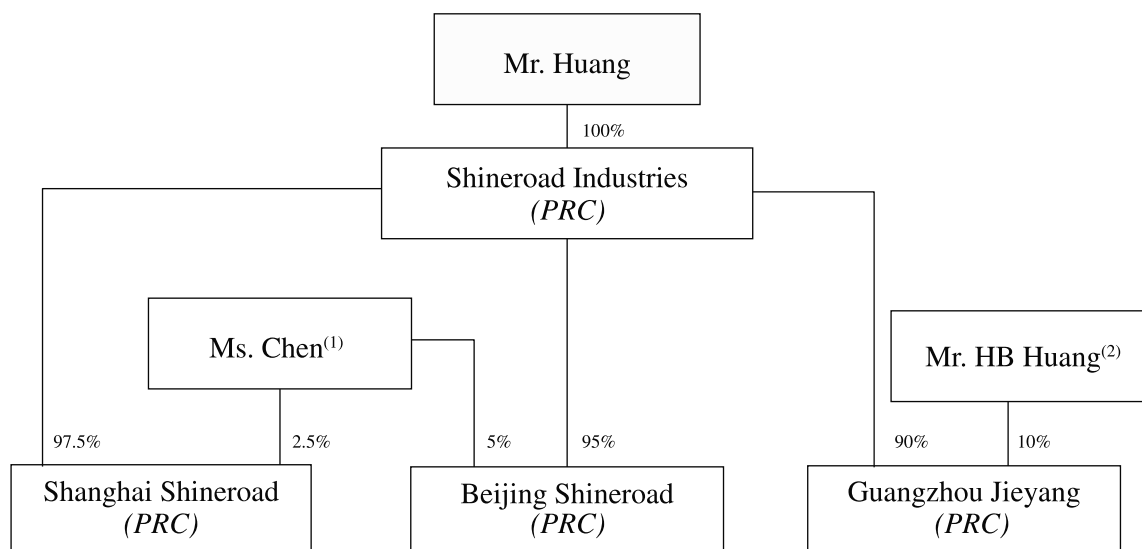 Mr. Huang
100%
Shineroad Industries
(PRC)
Ms. Chen(1)
Mr. HB Huang(2)
97.5%
2.5%
5%
95%
90%
10%
Shanghai Shineroad
(PRC)
Beijing Shineroad
(PRC)
Guangzhou Jieyang
(PRC)